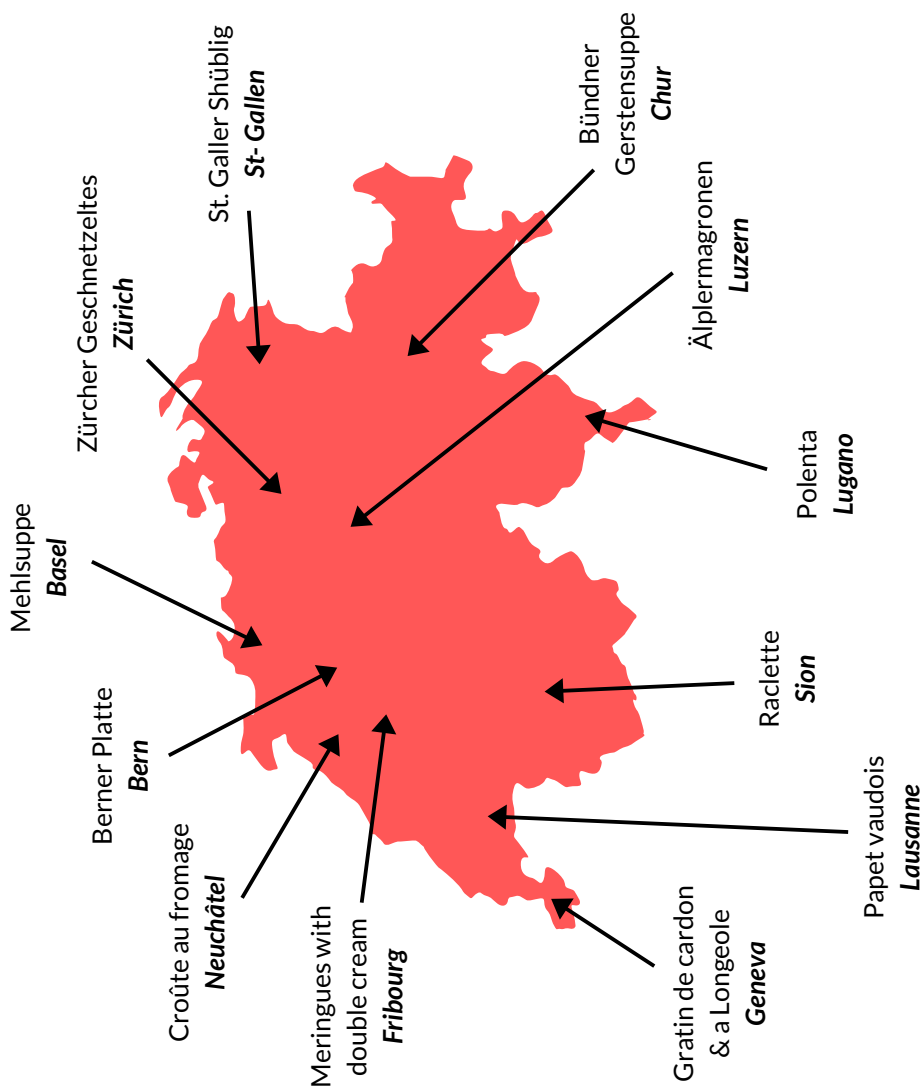 Mehlsuppe
Basel
Zürcher Geschnetzeltes
Zürich
St. Galler Shüblig
St- Gallen
Berner Platte
Bern
Croûte au fromage
Neuchâtel
Meringues with
double cream
Fribourg
Bündner
Gerstensuppe
Chur
Älplermagronen
Luzern
Polenta
Lugano
Raclette
Sion
Papet vaudois
Lausanne
Gratin de cardon
& a Longeole
Geneva